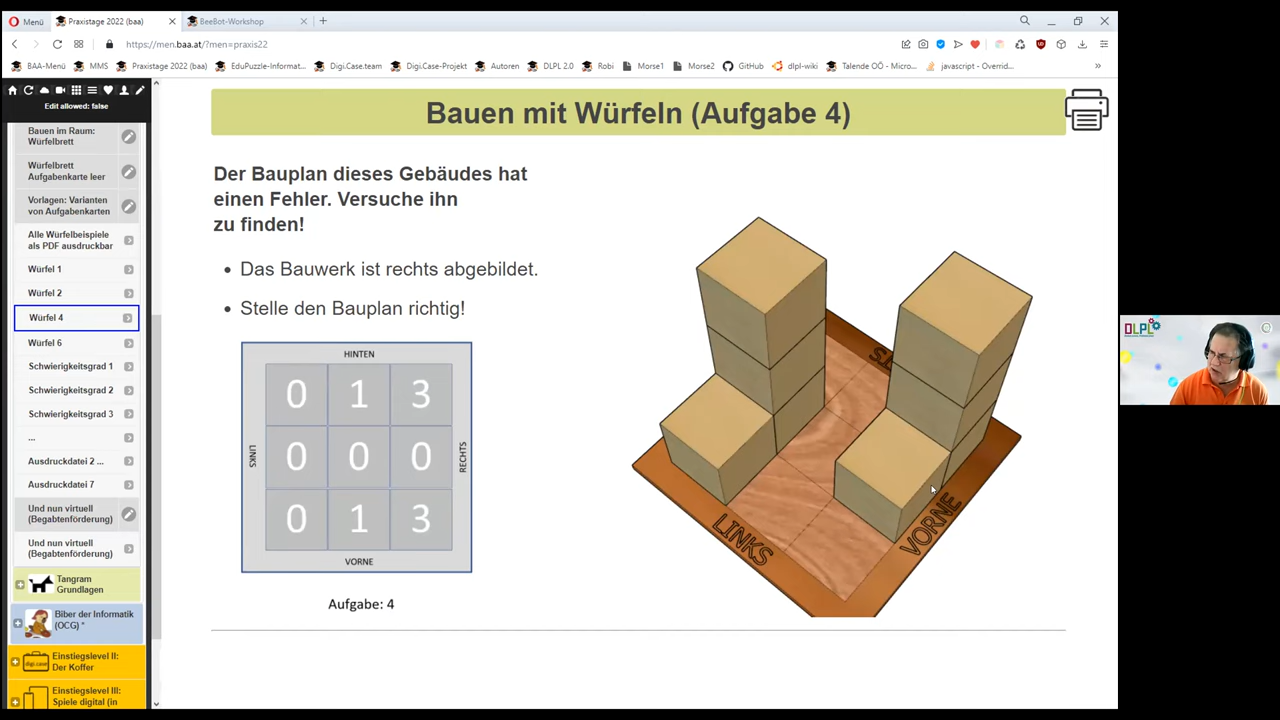 Menü
Praxistage 2022 (baa)
BeeBot-Workshop
https://men.baa.at/?men=praxis22
BAA-Menü
MMS
Praxistage 2022 (baa)
EduPuzzle-Informat...
Digi.Case.team
Digi.Case-Projekt
Autoren
DLPL 2.0
Robi
Morse1
Morse2
GitHub
dlpl-wiki
Talende OÖ - Micro...
javascript - Overrid...
Edit allowed: false
Bauen im Raum:
Würfelbrett
Würfelbrett
Aufgabenkarte leer
Vorlagen: Varianten
von Aufgabenkarten
Alle Würfelbeispiele
als PDF ausdruckbar
Würfel 1
Würfel 2
Würfel 4
Würfel 6
Schwierigkeitsgrad 1
Schwierigkeitsgrad 2
Schwierigkeitsgrad 3
...
Ausdruckdatei 2 ...
Ausdruckdatei 7
Und nun virtuell
(Begabtenförderung)
Und nun virtuell
(Begabtenförderung)
Tangram
Grundlagen
Biber der Informatik
(OCG) *
Einstiegslevel II:
Der Koffer
Einstiegslevel III:
Spiele digital (in
Bauen mit Würfeln (Aufgabe 4)
Der Bauplan dieses Gebäudes hat
einen Fehler. Versuche ihn
zu finden!
• Das Bauwerk ist rechts abgebildet.
• Stelle den Bauplan richtig!
HINTEN
0 1 3
LINKS
0 0 0
RECHTS
0 1 3
VORNE
Aufgabe: 4
LINKS
VORNE
DLPL